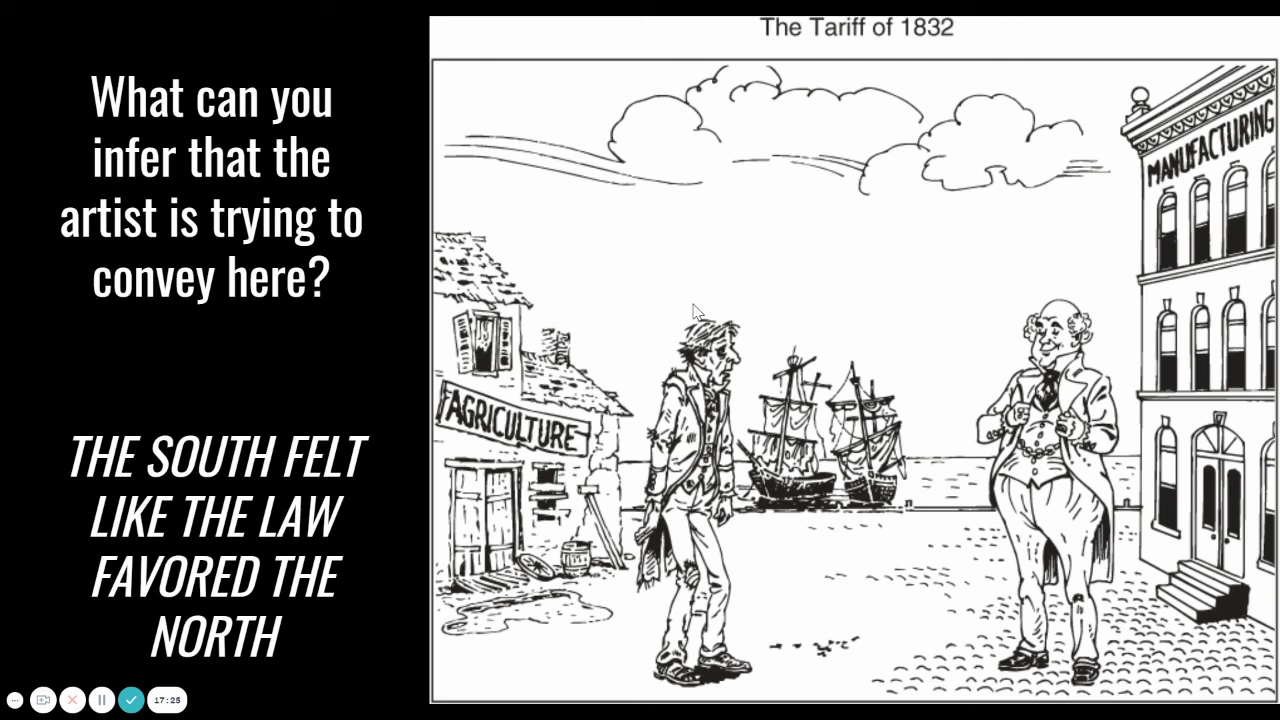 What can you
infer that the
artist is trying to
convey here?
THE SOUTH FELT
LIKE THE LAW
FAVORED THE
NORTH
The Tariff of 1832
MANUFACTURING
AGRICULTURE
17:25